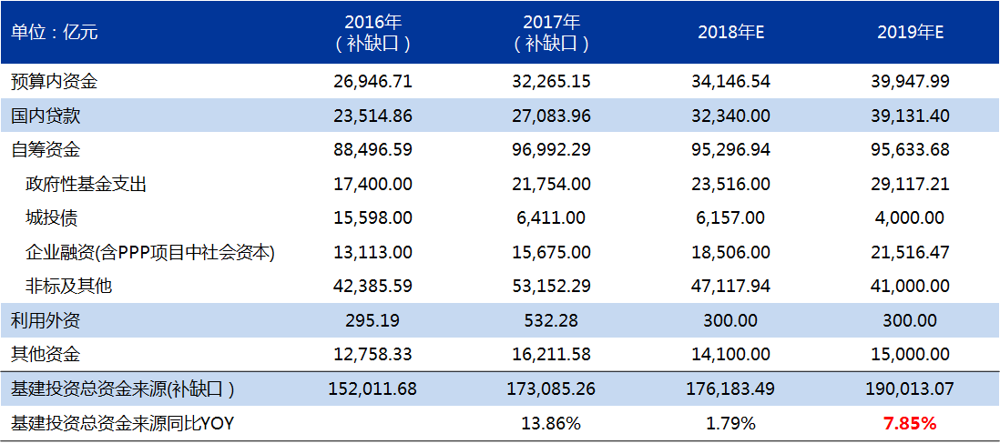 单位：亿元 2016年（补缺口） 2017年（补缺口） 2018年E 2019年E
预算内资金 26,946.71 32,265.15 34,146.54 39,947.99
国内贷款 23,514.86 27,083.96 32,340.00 39,131.40
自筹资金 88,496.59 96,992.29 95,296.94 95,633.68
政府性基金支出 17,400.00 21,754.00 23,516.00 29,117.21
城投债 15,598.00 6,411.00 6,157.00 4,000.00
企业融资(含PPP项目中社会资本) 13,113.00 15,675.00 18,506.00 21,516.47
非标及其他 42,385.59 53,152.29 47,117.94 41,000.00
利用外资 295.19 532.28 300.00 300.00
其他资金 12,758.33 16,211.58 14,100.00 15,000.00
基建投资总资金来源(补缺口） 152,011.68 173,085.26 176,183.49 190,013.07
基建投资总资金来源同比YOY 13.86% 1.79% 7.85%